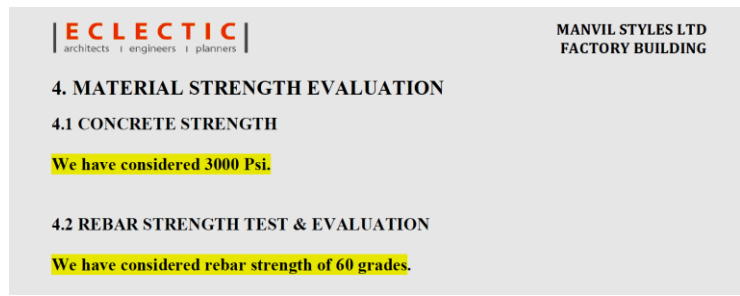 ECLECTIC
architects | engineers | planners
MANVIL STYLES LTD
FACTORY BUILDING
4. MATERIAL STRENGTH EVALUATION
4.1 CONCRETE STRENGTH
We have considered 3000 Psi.
4.2 REBAR STRENGTH TEST & EVALUATION
We have considered rebar strength of 60 grades.